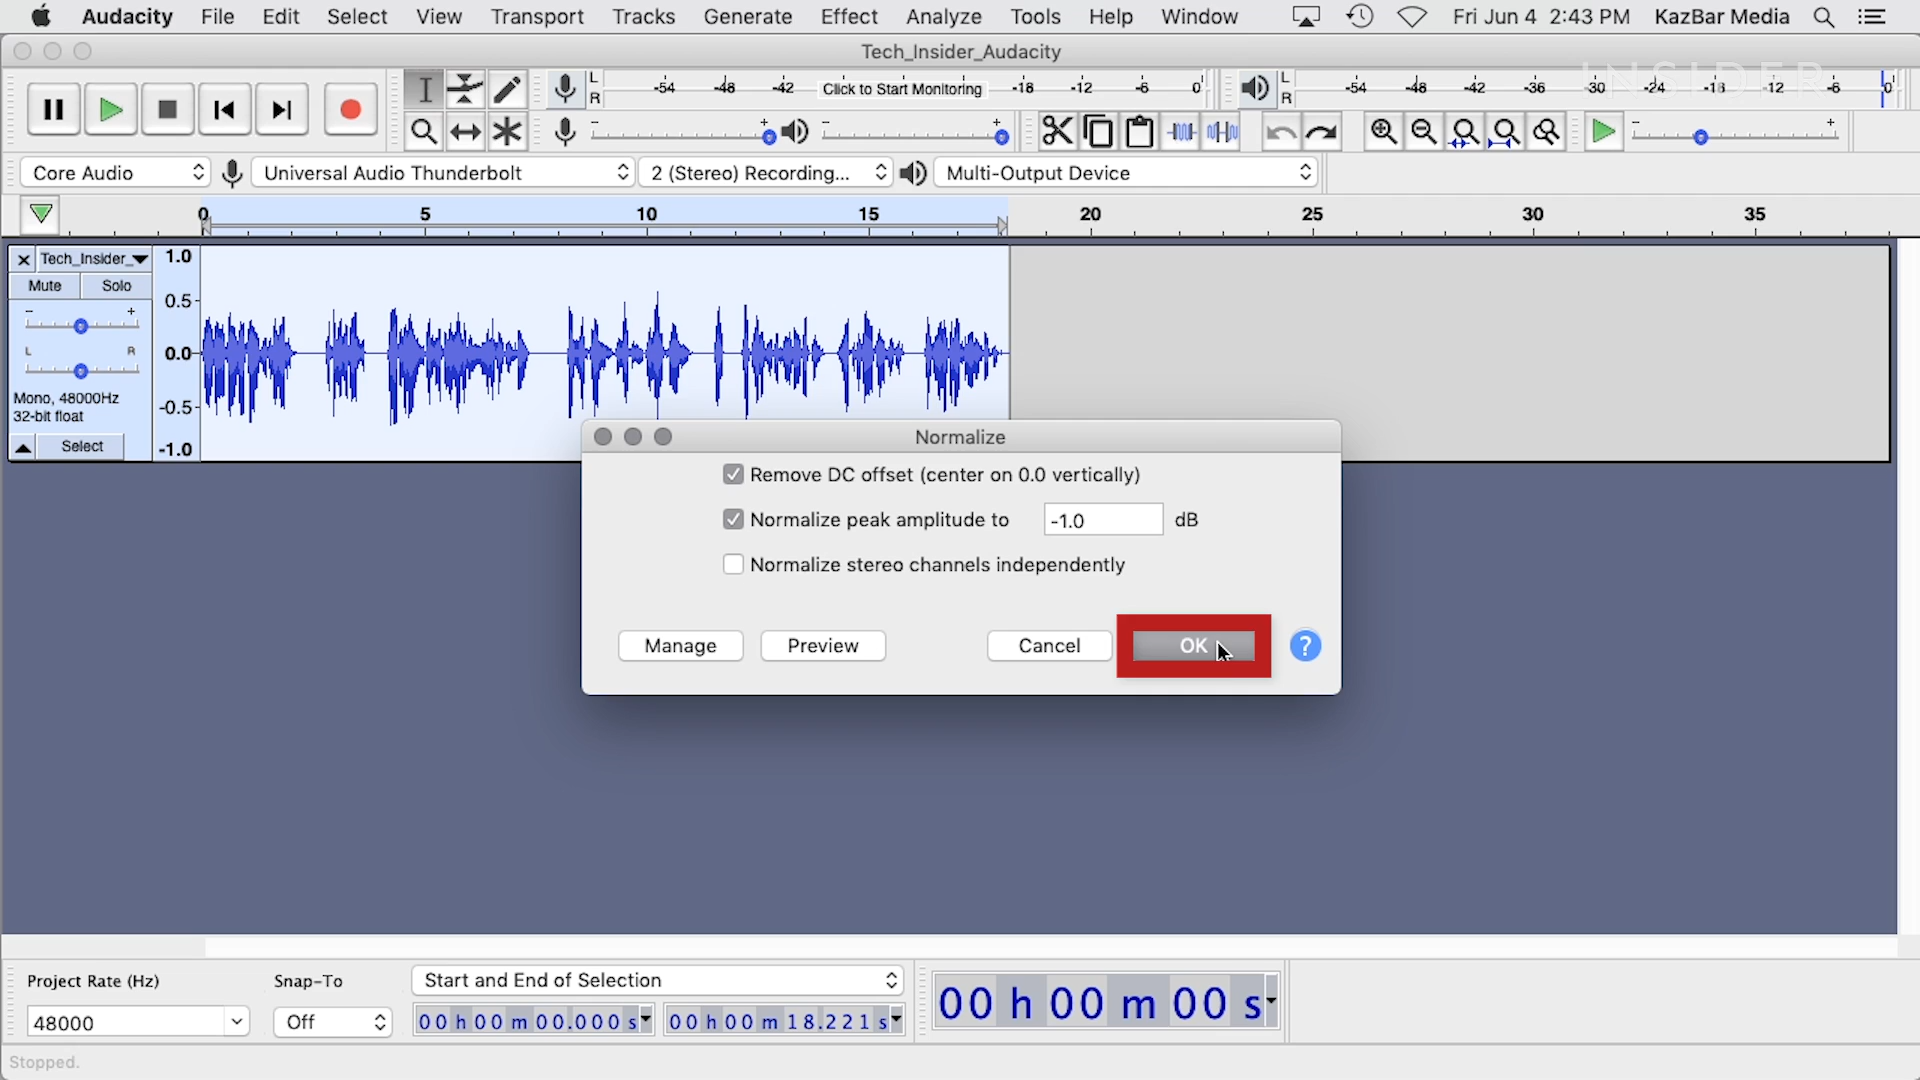 Audacity File Edit Select View Transport Tracks Generate Effect Analyze Tools Help Window Fri Jun 4 2:43 PM KazBar Media
Tech_Insider_Audacity
INSIDER
L R -54 -48 -42 Click to Start Monitoring -18 -12 -6 0
L R -54 -48 -42 -36 -30 -24 -18 -12 -6 0
- + - + - +
Core Audio Universal Audio Thunderbolt 2 (Stereo) Recording... Multi-Output Device
0 5 10 15 20 25 30 35
Tech_Insider_ 1.0
Mute Solo
- + 0.5
L R 0.0
Mono, 48000Hz
32-bit float -0.5
Select -1.0
Normalize
Remove DC offset (center on 0.0 vertically)
Normalize peak amplitude to -1.0 dB
Normalize stereo channels independently
Manage Preview Cancel OK ?
Project Rate (Hz) Snap-To Start and End of Selection
48000 Off 00 h 00 m 00.000 s 00 h 00 m 18.221 s 00 h 00 m 00 s
Stopped.